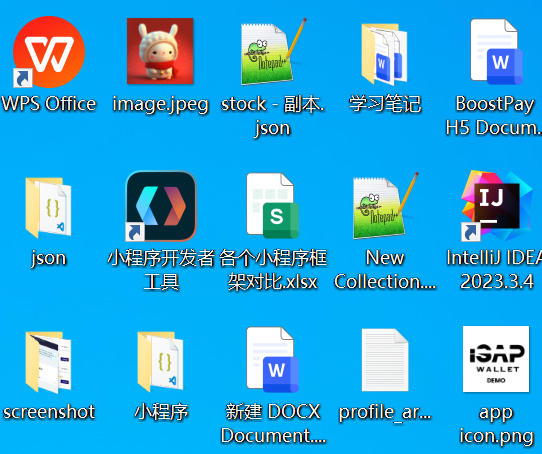 WPS Office
image.jpeg
stock - 副本.
json
学习笔记
BoostPay
H5 Docum...
json
小程序开发者
工具
各个小程序框
架对比.xlsx
New
Collection....
IntelliJ IDEA
2023.3.4
screenshot
小程序
新建 DOCX
Document....
profile_ar...
iGAP
WALLET
DEMO
app
icon.png